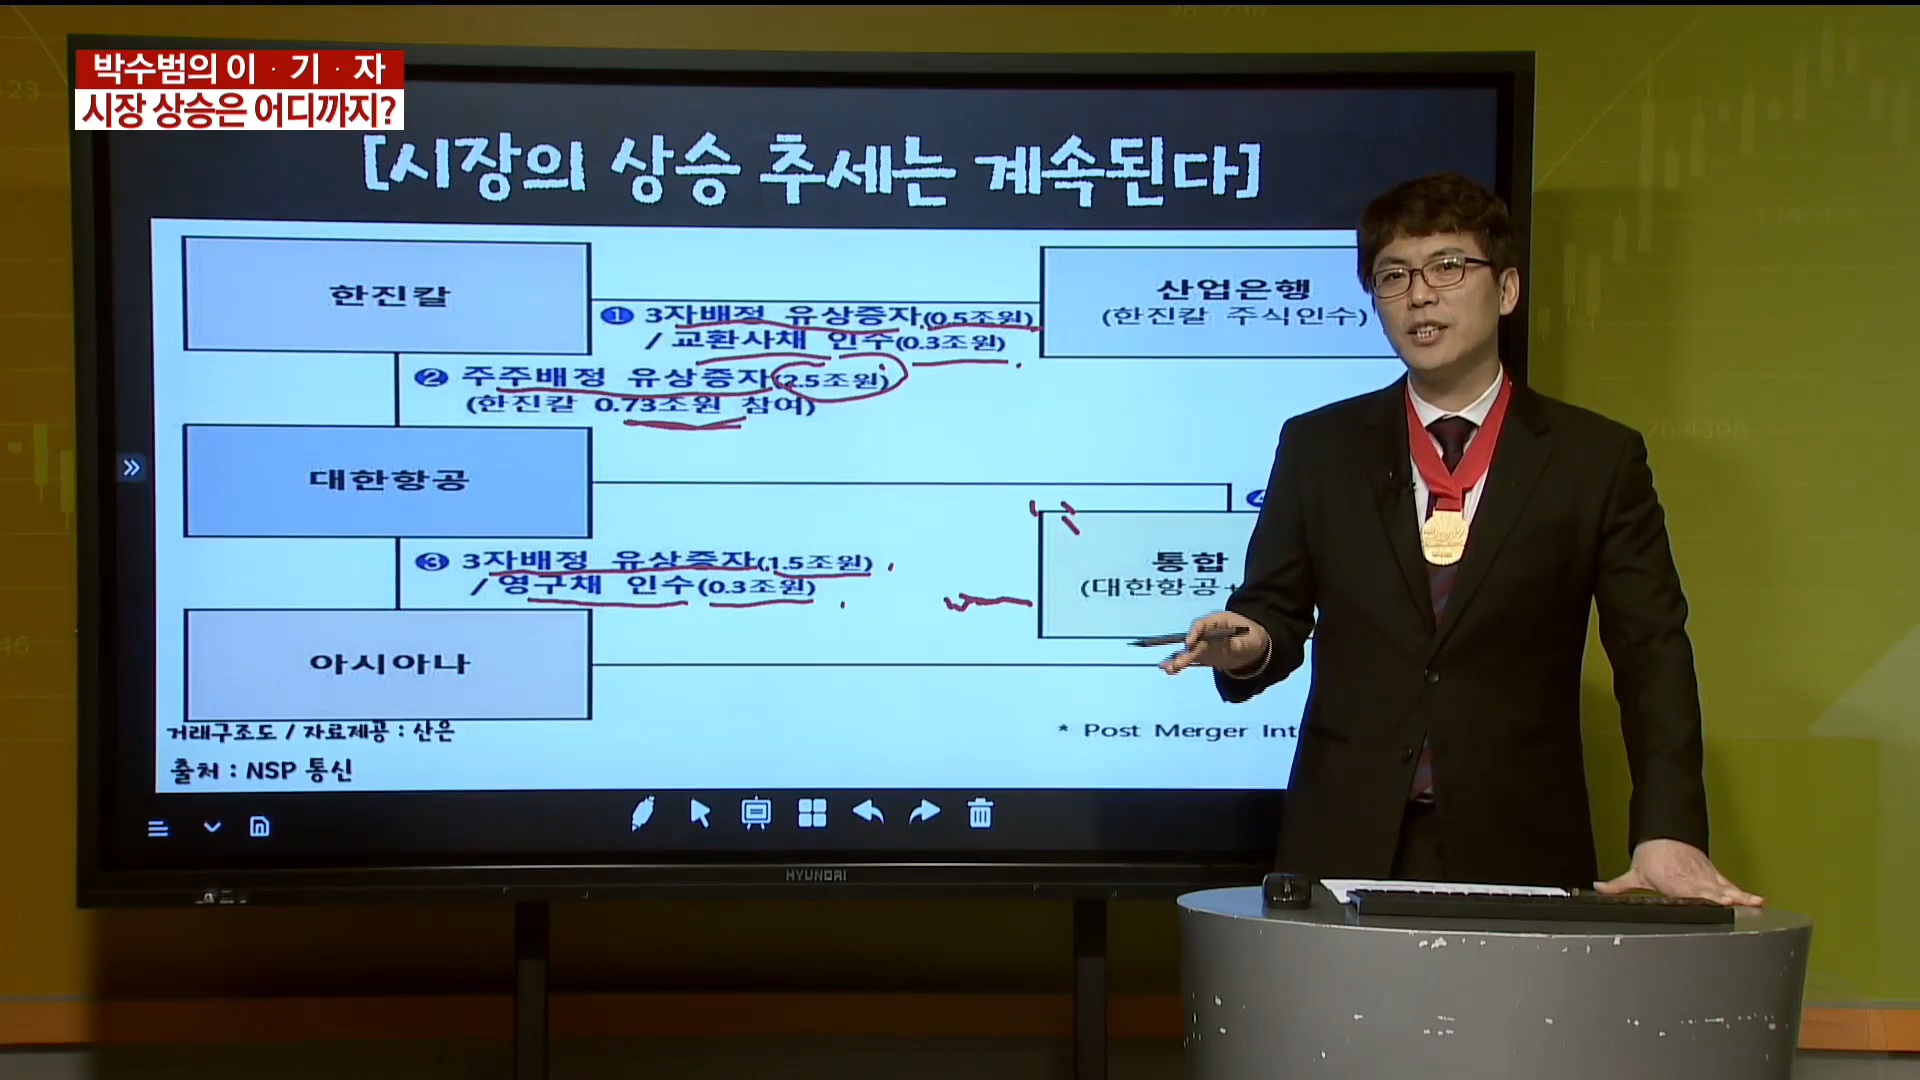 박수범의 이 · 기 · 자
시장 상승은 어디까지?
[시장의 상승 추세는 계속된다]
한진칼
산업은행
(한진칼 주식인수)
① 3자배정 유상증자(0.5조원)
/ 교환사채 인수(0.3조원)
② 주주배정 유상증자(2.5조원)
(한진칼 0.73조원 참여)
대한항공
③ 3자배정 유상증자(1.5조원)
/ 영구채 인수(0.3조원)
통합
(대한항공+
아시아나
거래구조도 / 자료제공 : 산은
* Post Merger Int
출처 : NSP 통신
HYUNDAI